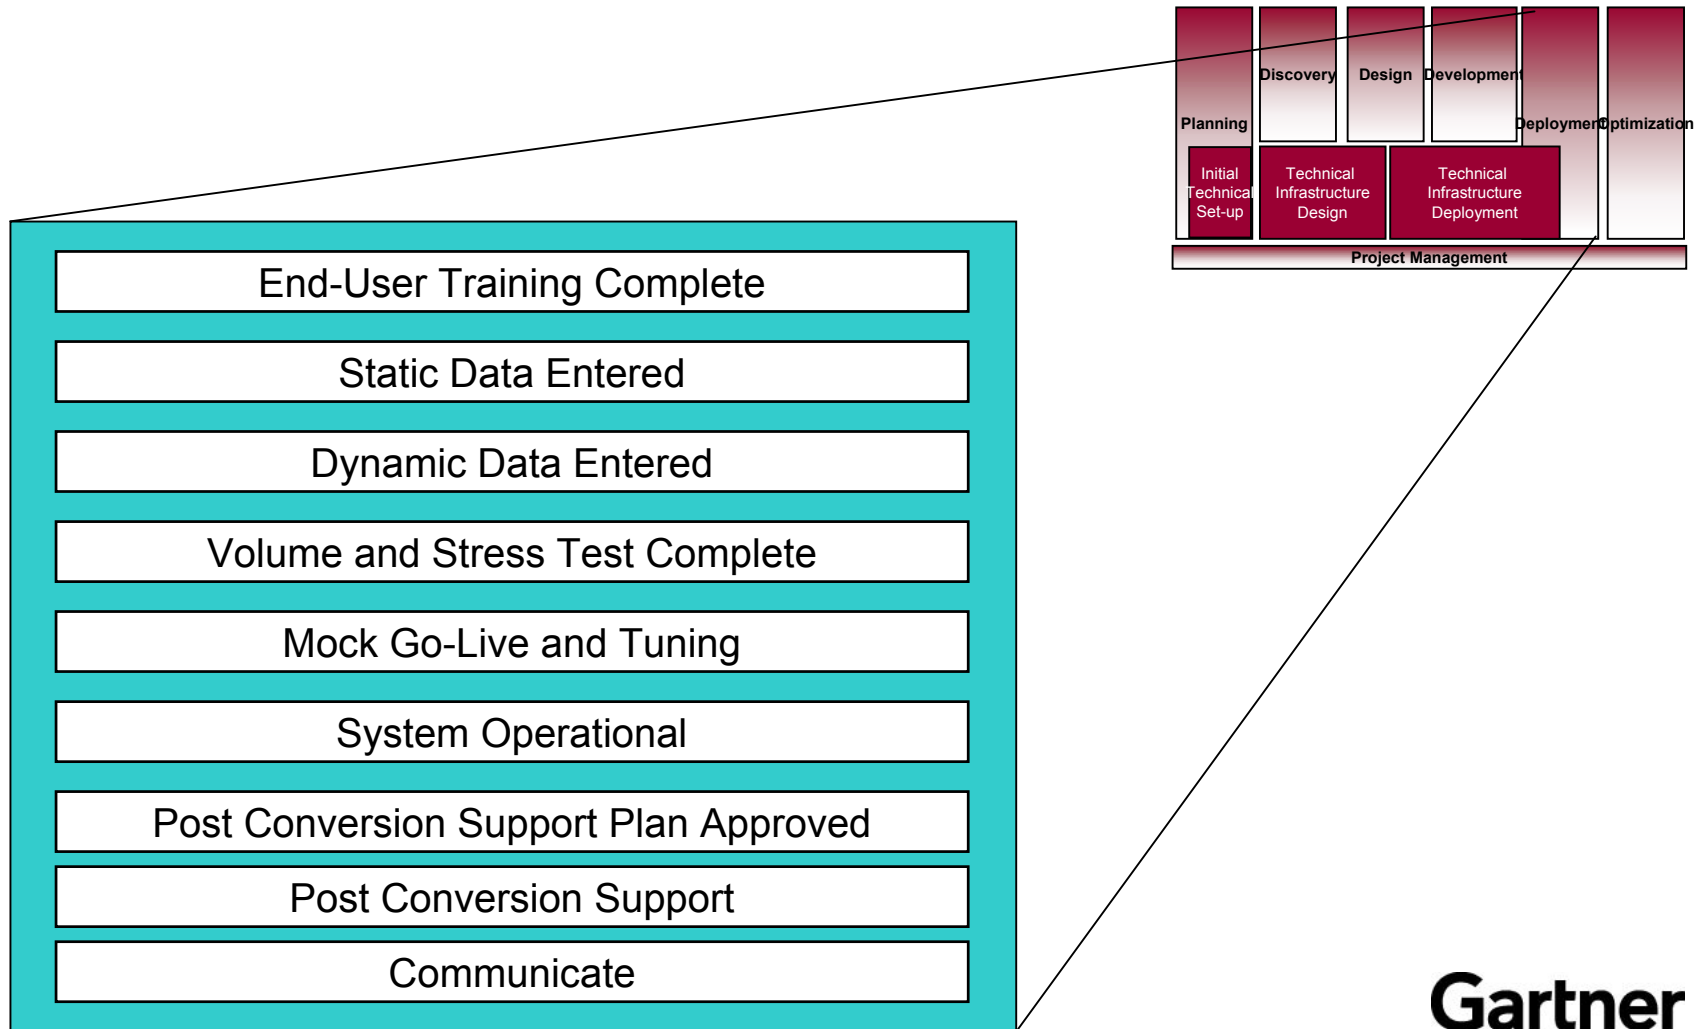 Discovery
Design
Development
Planning
Deployment
Optimization
Initial
Technical
Set-up
Technical
Infrastructure
Design
Technical
Infrastructure
Deployment
Project Management
End-User Training Complete
Static Data Entered
Dynamic Data Entered
Volume and Stress Test Complete
Mock Go-Live and Tuning
System Operational
Post Conversion Support Plan Approved
Post Conversion Support
Communicate
Gartner